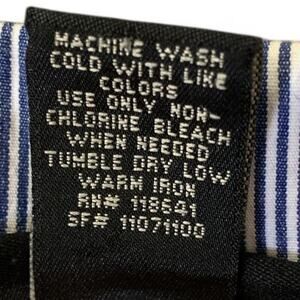 MACHINE WASH
COLD WITH LIKE
COLORS
USE ONLY NON-
CHLORINE BLEACH
WHEN NEEDED
TUMBLE DRY LOW
WARM IRON
RN# 118641
SF# 11071100